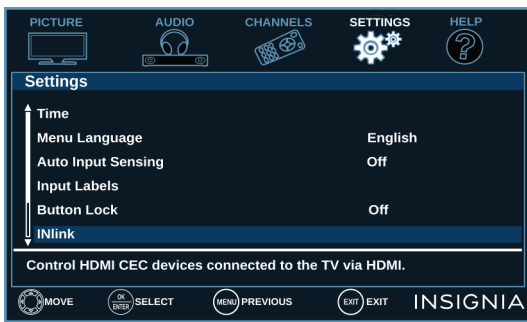 PICTURE AUDIO CHANNELS SETTINGS HELP
?
Settings
Time
Menu Language English
Auto Input Sensing Off
Input Labels
Button Lock Off
INlink
Control HDMI CEC devices connected to the TV via HDMI.
MOVE OK ENTER SELECT MENU PREVIOUS EXIT EXIT INSIGNIA